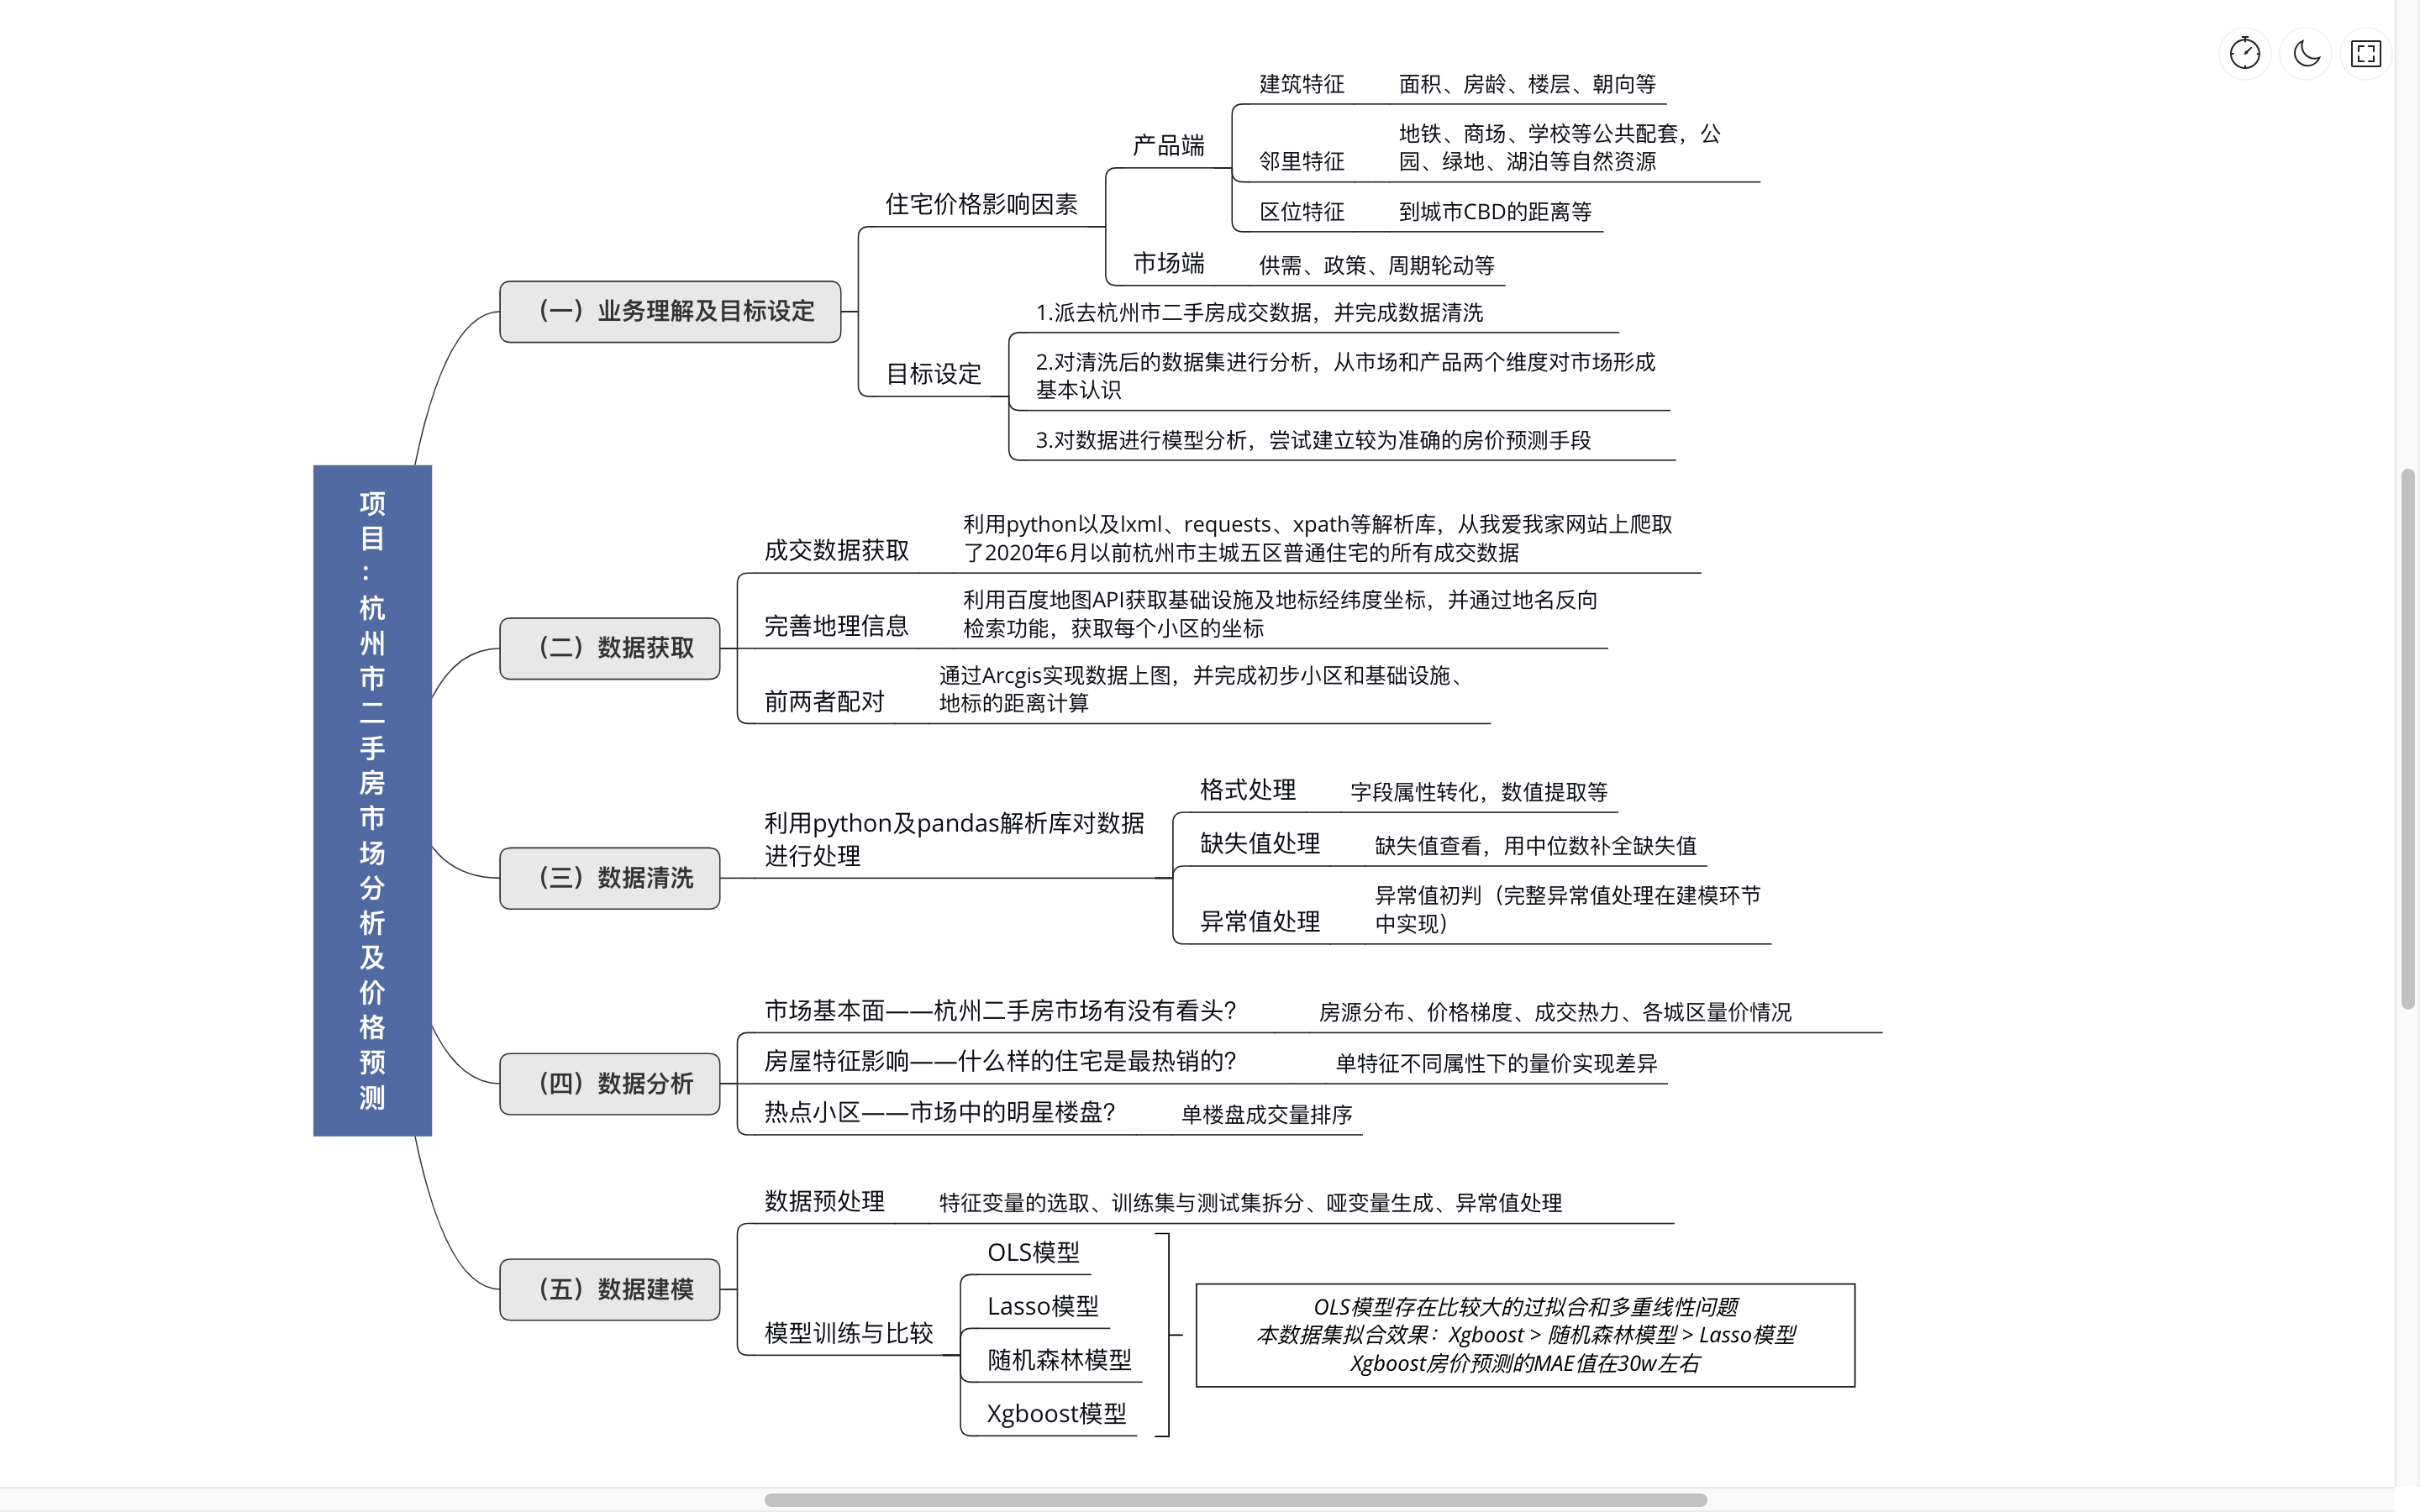 项目：杭州市二手房市场分析及价格预测
（一）业务理解及目标设定
住宅价格影响因素
产品端
建筑特征
面积、房龄、楼层、朝向等
邻里特征
地铁、商场、学校等公共配套，公
园、绿地、湖泊等自然资源
区位特征
到城市CBD的距离等
市场端
供需、政策、周期轮动等
目标设定
1.派去杭州市二手房成交数据，并完成数据清洗
2.对清洗后的数据集进行分析，从市场和产品两个维度对市场形成
基本认识
3.对数据进行模型分析，尝试建立较为准确的房价预测手段
（二）数据获取
成交数据获取
利用python以及lxml、requests、xpath等解析库，从我爱我家网站上爬取
了2020年6月以前杭州市主城五区普通住宅的所有成交数据
完善地理信息
利用百度地图API获取基础设施及地标经纬度坐标，并通过地名反向
检索功能，获取每个小区的坐标
前两者配对
通过Arcgis实现数据上图，并完成初步小区和基础设施、
地标的距离计算
（三）数据清洗
利用python及pandas解析库对数据
进行处理
格式处理
字段属性转化，数值提取等
缺失值处理
缺失值查看，用中位数补全缺失值
异常值处理
异常值初判（完整异常值处理在建模环节
中实现）
（四）数据分析
市场基本面——杭州二手房市场有没有看头？
房源分布、价格梯度、成交热力、各城区量价情况
房屋特征影响——什么样的住宅是最热销的？
单特征不同属性下的量价实现差异
热点小区——市场中的明星楼盘？
单楼盘成交量排序
（五）数据建模
数据预处理
特征变量的选取、训练集与测试集拆分、哑变量生成、异常值处理
模型训练与比较
OLS模型
Lasso模型
随机森林模型
Xgboost模型
OLS模型存在比较大的过拟合和多重线性问题
本数据集拟合效果：Xgboost > 随机森林模型 > Lasso模型
Xgboost房价预测的MAE值在30w左右